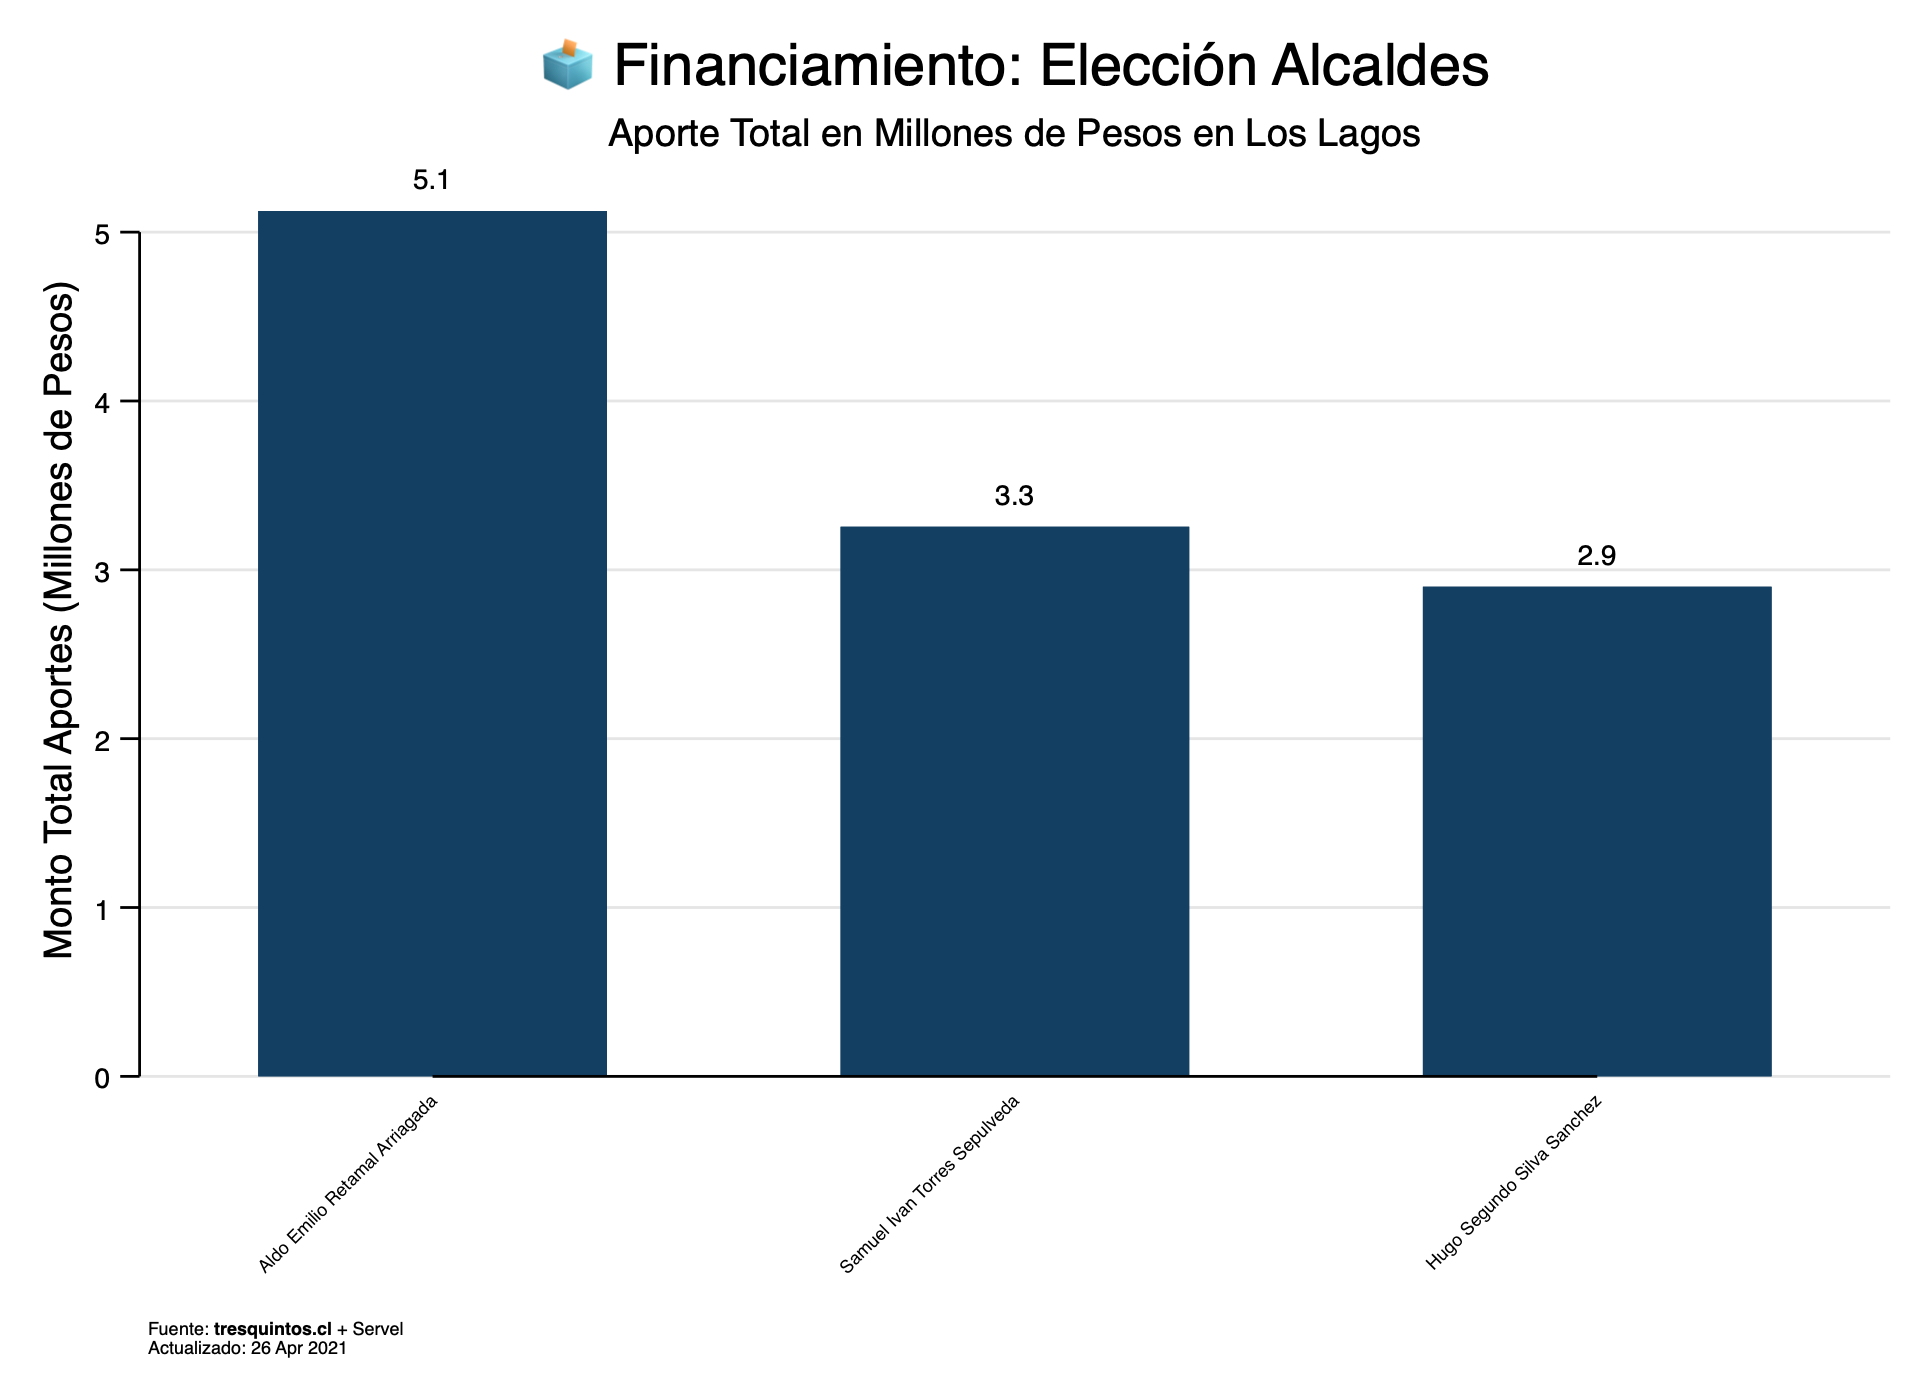 🗳️ Financiamiento: Elección Alcaldes
Aporte Total en Millones de Pesos en Los Lagos
Monto Total Aportes (Millones de Pesos)
5
4
3
2
1
0
5.1
3.3
2.9
Aldo Emilio Retamal Arriagada
Samuel Ivan Torres Sepulveda
Hugo Segundo Silva Sanchez
Fuente: tresquintos.cl + Servel
Actualizado: 26 Apr 2021